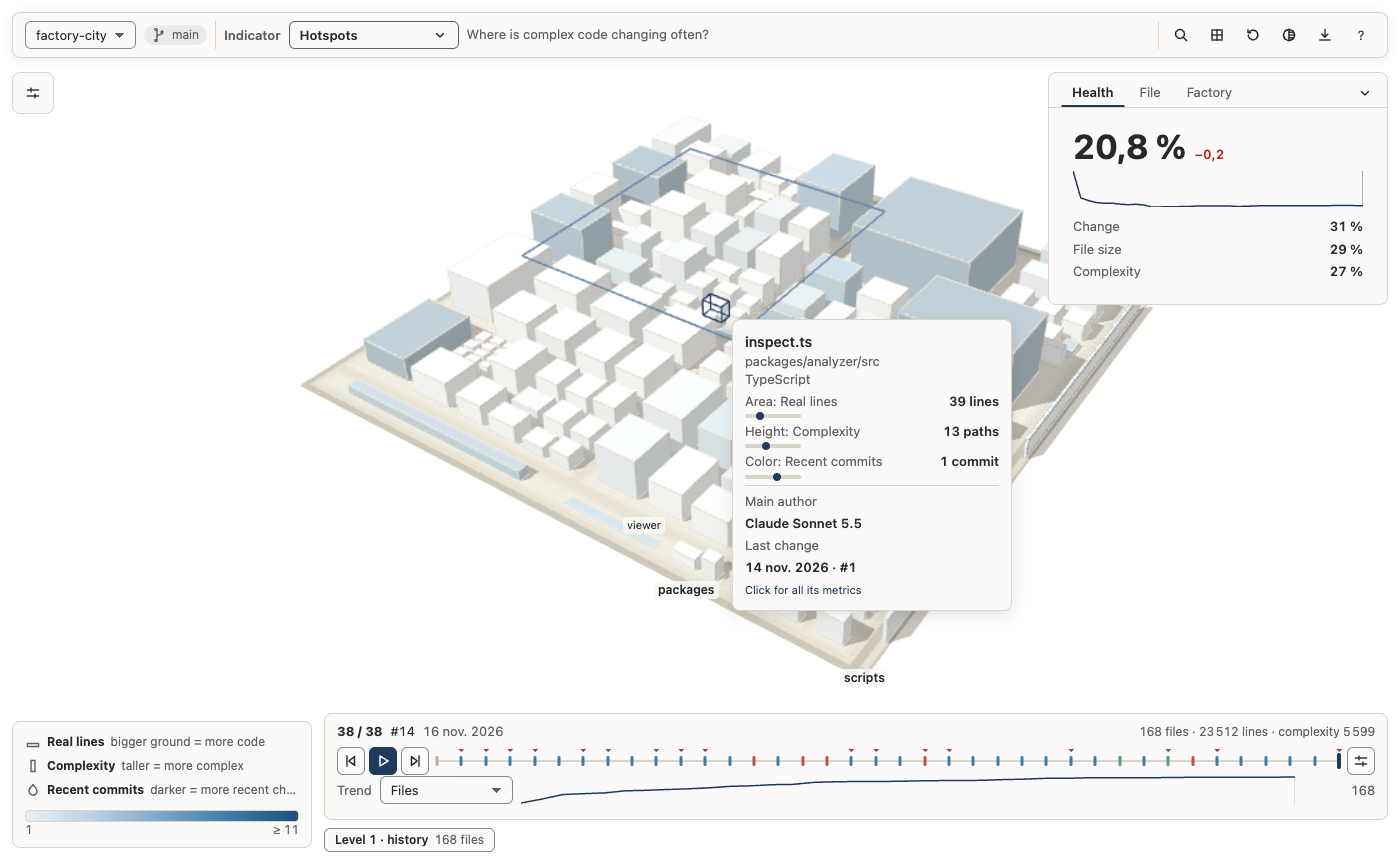 factory-city main Indicator Hotspots Where is complex code changing often? ?
Health File Factory
20,8 % −0,2
Change 31 %
File size 29 %
Complexity 27 %
inspect.ts
packages/analyzer/src
TypeScript
Area: Real lines 39 lines
Height: Complexity 13 paths
Color: Recent commits 1 commit
Main author
Claude Sonnet 5.5
Last change
14 nov. 2026 · #1
Click for all its metrics
viewer
packages
scripts
Real lines bigger ground = more code
Complexity taller = more complex
Recent commits darker = more recent ch…
1 ≥ 11
38 / 38 #14 16 nov. 2026 168 files · 23 512 lines · complexity 5 599
Trend Files 168
Level 1 · history 168 files